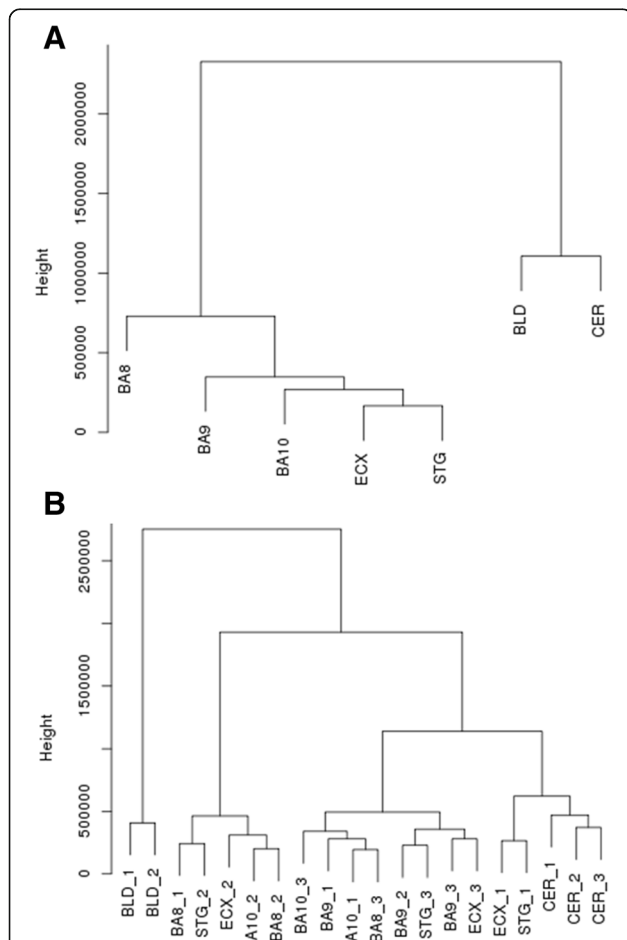 A
Height
0
500000
1000000
1500000
2000000
BA8
BA9
BA10
ECX
STG
BLD
CER
B
Height
0
500000
1500000
2500000
BLD_1
BLD_2
BA8_1
STG_2
ECX_2
A10_2
BA8_2
BA10_3
BA9_1
A10_1
BA8_3
BA9_2
STG_3
BA9_3
ECX_3
ECX_1
STG_1
CER_1
CER_2
CER_3